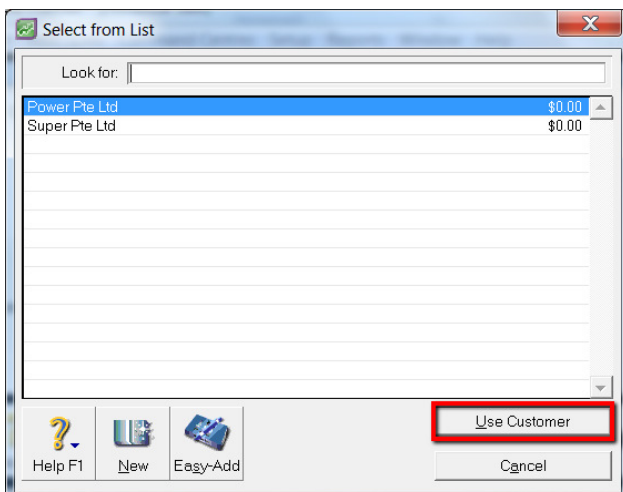 Select from List
X
Look for:
Power Pte Ltd $0.00
Super Pte Ltd $0.00
Use Customer
Help F1 New Easy-Add
Cancel